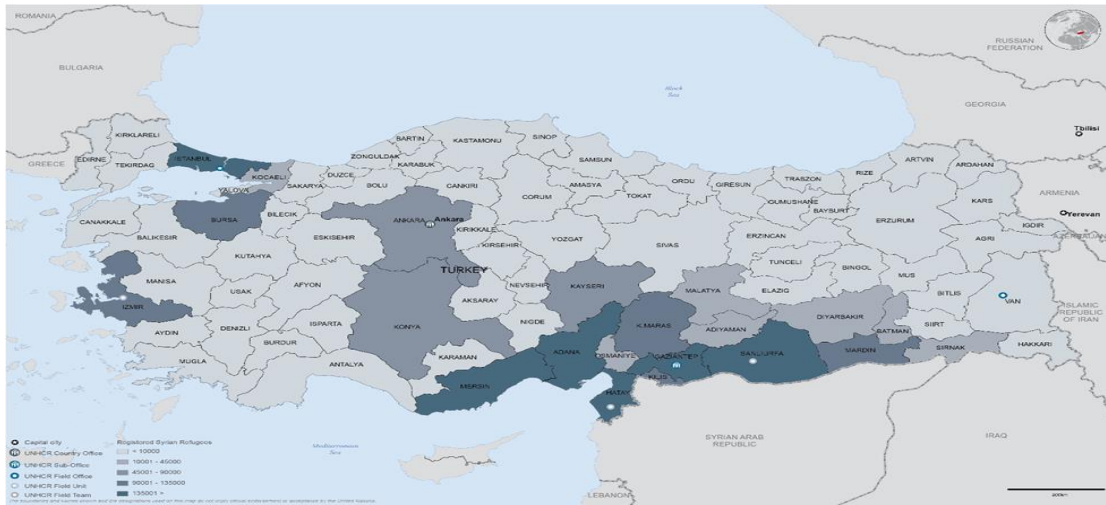 ROMANIA
RUSSIAN
FEDERATION
BULGARIA
Black
Sea
GEORGIA
Tbilisi
GREECE
ARMENIA
Yerevan
AZERBAIJAN
ISLAMIC
REPUBLIC
OF IRAN
KIRKLARELI
EDIRNE
TEKIRDAG
ISTANBUL
KOCAELI
YALOVA
SAKARYA
DUZCE
ZONGULDAK
BARTIN
KARABUK
KASTAMONU
SINOP
SAMSUN
BOLU
CANKIRI
CORUM
AMASYA
TOKAT
ORDU
GIRESUN
TRABZON
RIZE
ARTVIN
ARDAHAN
KARS
GUMUSHANE
BAYBURT
ERZURUM
IGDIR
AGRI
CANAKKALE
BALIKESIR
BURSA
BILECIK
ESKISEHIR
ANKARA
Ankara
KIRIKKALE
KIRSEHIR
YOZGAT
SIVAS
ERZINCAN
TUNCELI
BINGOL
MUS
KUTAHYA
TURKEY
MANISA
USAK
AFYON
IZMIR
AKSARAY
NEVSEHIR
KAYSERI
MALATYA
ELAZIG
DIYARBAKIR
BITLIS
VAN
BATMAN
SIIRT
SIRNAK
HAKKARI
AYDIN
DENIZLI
ISPARTA
BURDUR
KONYA
NIGDE
K.MARAS
ADIYAMAN
MUGLA
ANTALYA
KARAMAN
MERSIN
ADANA
OSMANIYE
GAZIANTEP
SANLIURFA
MARDIN
KILIS
HATAY
Mediterranean
Sea
SYRIAN ARAB
REPUBLIC
IRAQ
LEBANON
Capital city
UNHCR Country Office
UNHCR Sub-Office
UNHCR Field Office
UNHCR Field Unit
UNHCR Field Team
Registered Syrian Refugees
< 10000
10001 - 45000
45001 - 90000
90001 - 135000
135001 >